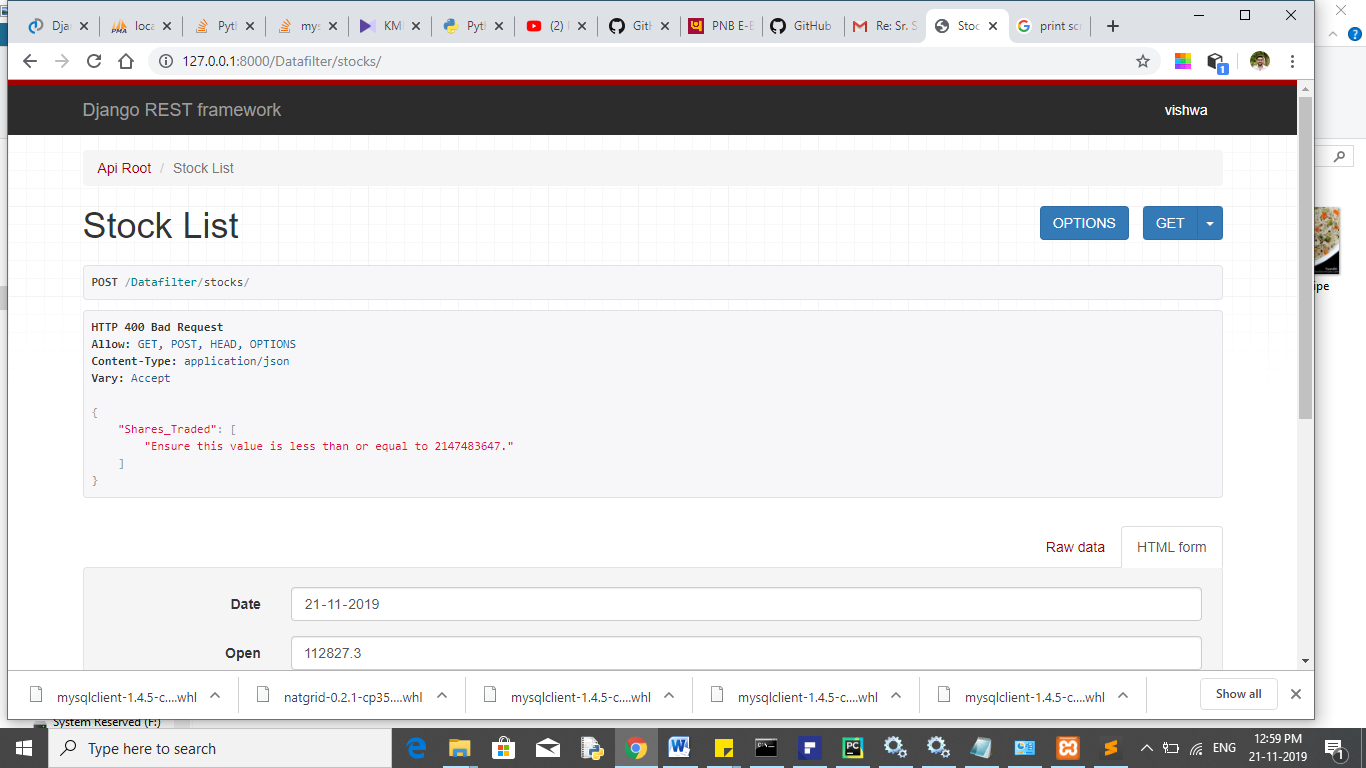 Djan
loca
Pyth
mys
KMP
Pyth
(2)
GitH
PNB E-B
GitHub
Re: Sr. S
Stoc
print scr
127.0.0.1:8000/Datafilter/stocks/
1
Django REST framework
vishwa
Api Root / Stock List
Stock List
OPTIONS
GET
POST /Datafilter/stocks/
HTTP 400 Bad Request
Allow: GET, POST, HEAD, OPTIONS
Content-Type: application/json
Vary: Accept
{
"Shares_Traded": [
"Ensure this value is less than or equal to 2147483647."
]
}
Raw data
HTML form
Date
21-11-2019
Open
112827.3
ipe
mysqlclient-1.4.5-c....whl
natgrid-0.2.1-cp35....whl
mysqlclient-1.4.5-c....whl
mysqlclient-1.4.5-c....whl
mysqlclient-1.4.5-c....whl
Show all
System Reserved (F:)
Type here to search
ENG
12:59 PM
21-11-2019
1